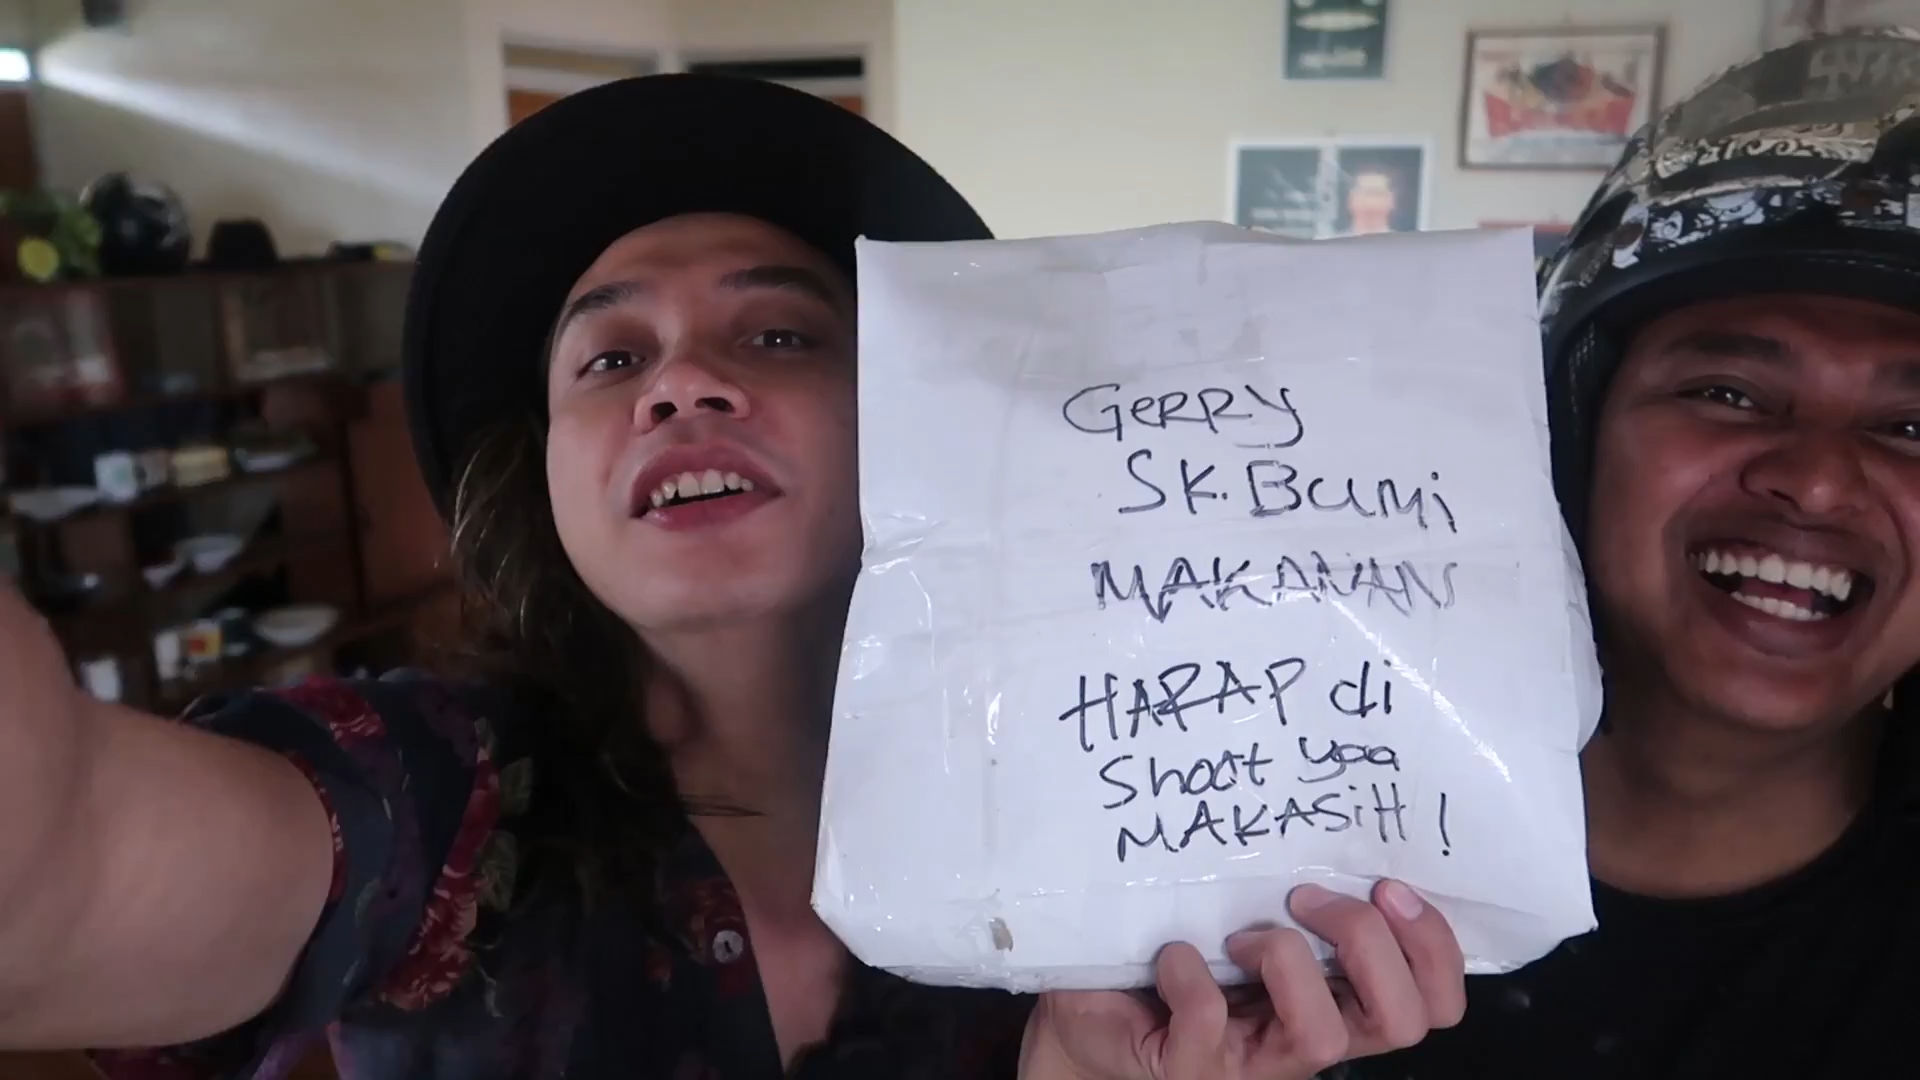 GERRY
SK. Bumi
MAKANAN
HARAP di
Shoot yaa
MAKASiH!